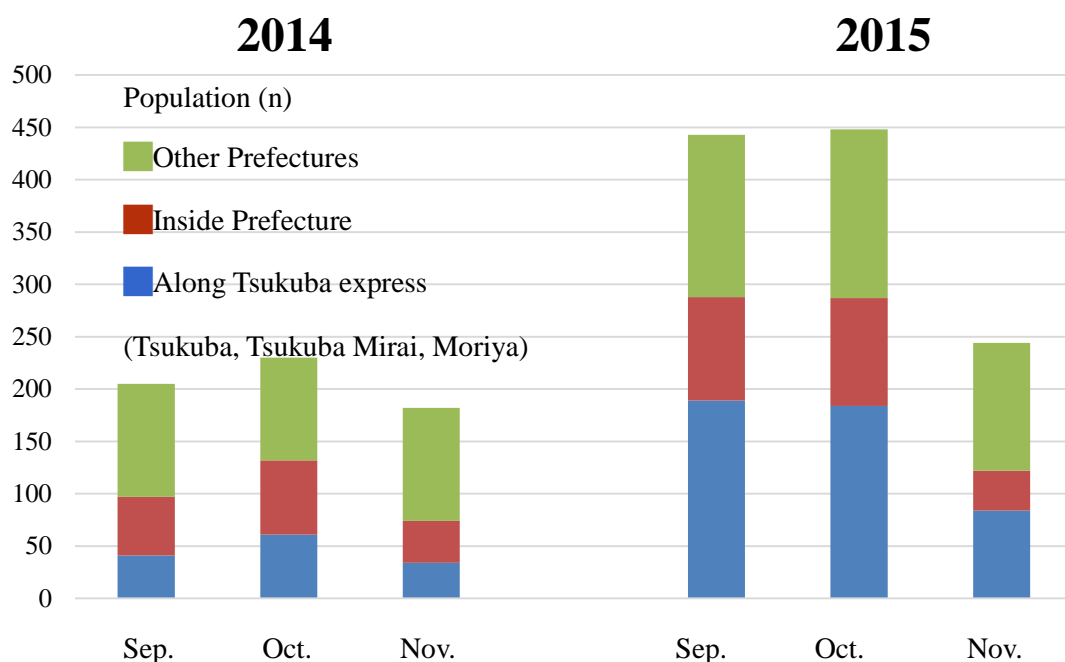 2014 2015
500
Population (n)
450
Other Prefectures
400
350
Inside Prefecture
300
Along Tsukuba express
250
(Tsukuba, Tsukuba Mirai, Moriya)
200
150
100
50
0
Sep. Oct. Nov. Sep. Oct. Nov.